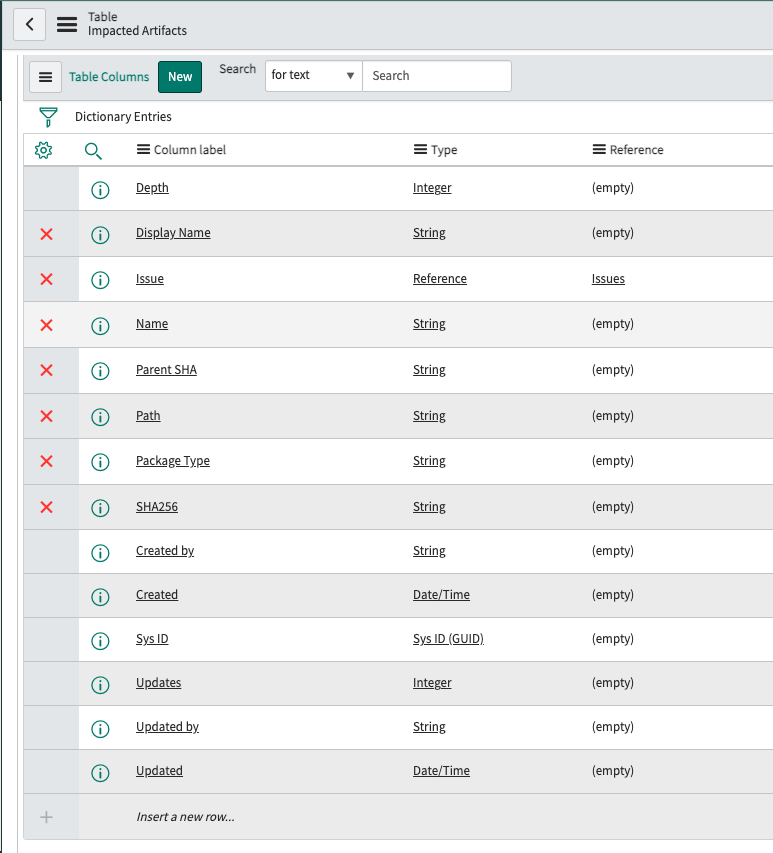 Table
Impacted Artifacts
Table Columns New Search for text Search
Dictionary Entries
Column label Type Reference
Depth Integer (empty)
Display Name String (empty)
Issue Reference Issues
Name String (empty)
Parent SHA String (empty)
Path String (empty)
Package Type String (empty)
SHA256 String (empty)
Created by String (empty)
Created Date/Time (empty)
Sys ID Sys ID (GUID) (empty)
Updates Integer (empty)
Updated by String (empty)
Updated Date/Time (empty)
Insert a new row...